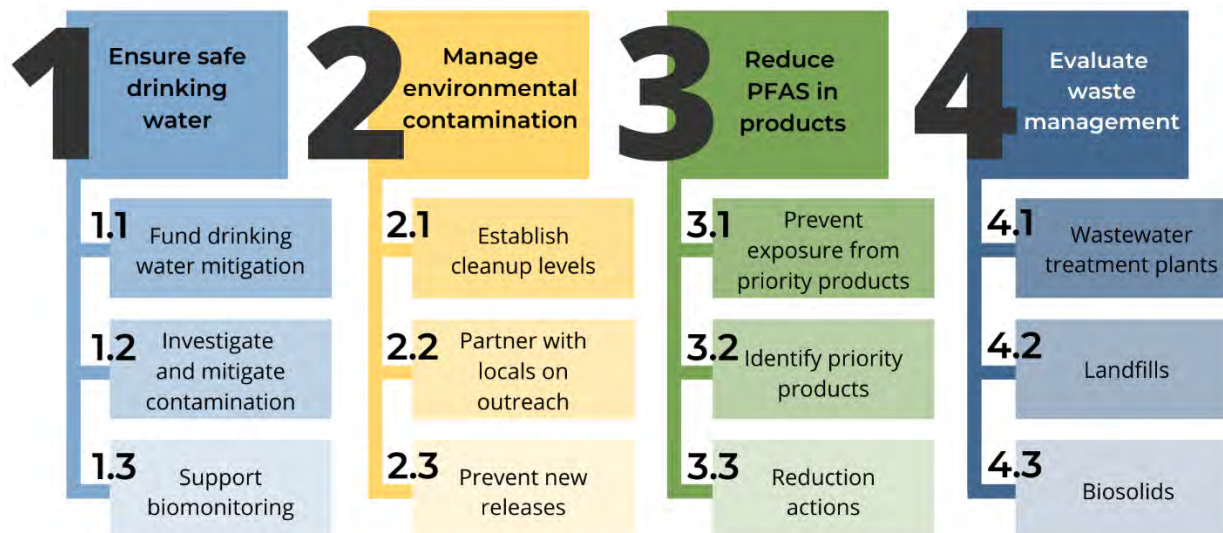 1
Ensure safe
drinking
water
1.1
Fund drinking
water mitigation
1.2
Investigate
and mitigate
contamination
1.3
Support
biomonitoring
2
Manage
environmental
contamination
2.1
Establish
cleanup levels
2.2
Partner with
locals on
outreach
2.3
Prevent new
releases
3
Reduce
PFAS in
products
3.1
Prevent
exposure from
priority products
3.2
Identify priority
products
3.3
Reduction
actions
4
Evaluate
waste
management
4.1
Wastewater
treatment plants
4.2
Landfills
4.3
Biosolids